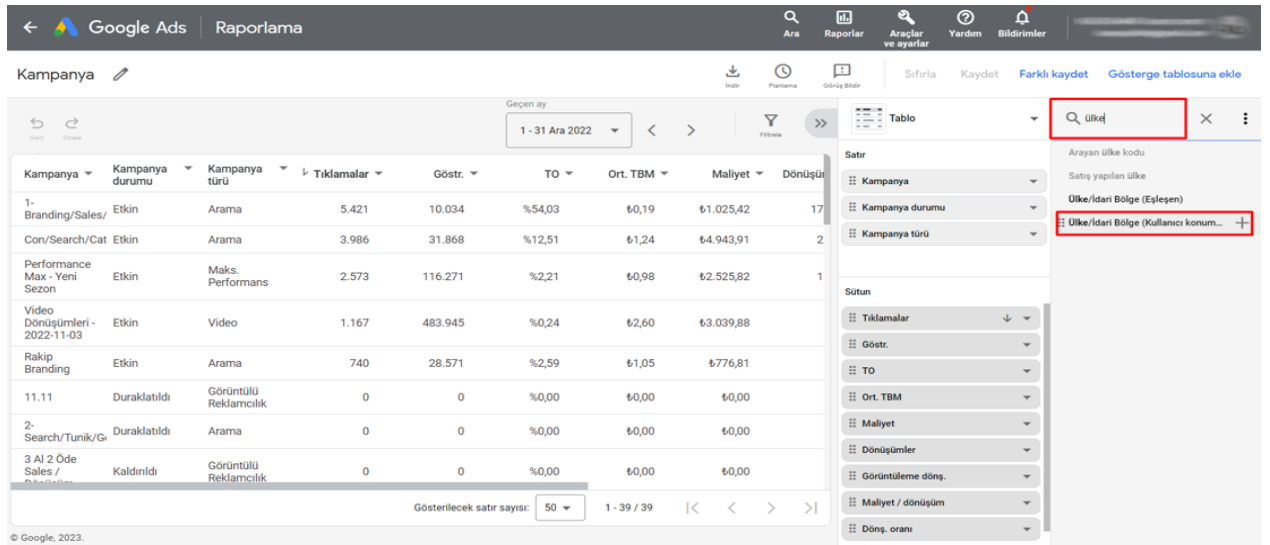 Google Ads Raporlama
Ara
Raporlar
Araçlar
ve ayarlar
Yardım
Bildirimler
Kampanya
İndir
Planlama
Görüş Bildir
Sıfırla
Kaydet
Farklı kaydet
Gösterge tablosuna ekle
Geri
Yinele
Geçen ay
1 - 31 Ara 2022
Filtrele
Tablo
ülke
Kampanya Kampanya durumu Kampanya türü Tıklamalar Göstr. TO Ort. TBM Maliyet Dönüşür
1-
Branding/Sales/ Etkin Arama 5.421 10.034 %54,03 ₺0,19 ₺1.025,42 17
Con/Search/Cat Etkin Arama 3.986 31.868 %12,51 ₺1,24 ₺4.943,91 2
Performance
Max - Yeni
Sezon
Etkin Maks. Performans 2.573 116.271 %2,21 ₺0,98 ₺2.525,82 1
Video
Dönüşümleri -
2022-11-03
Etkin Video 1.167 483.945 %0,24 ₺2,60 ₺3.039,88
Rakip
Branding
Etkin Arama 740 28.571 %2,59 ₺1,05 ₺776,81
11.11 Duraklatıldı Görüntülü Reklamcılık 0 0 %0,00 ₺0,00 ₺0,00
2-
Search/Tunik/G Duraklatıldı Arama 0 0 %0,00 ₺0,00 ₺0,00
3 Al 2 Öde
Sales /
Kaldırıldı Görüntülü Reklamcılık 0 0 %0,00 ₺0,00 ₺0,00
Gösterilecek satır sayısı: 50 1 - 39 / 39
© Google, 2023.
Satır
Kampanya
Kampanya durumu
Kampanya türü
Sütun
Tıklamalar
Göstr.
TO
Ort. TBM
Maliyet
Dönüşümler
Görüntüleme dönş.
Maliyet / dönüşüm
Dönş. oranı
Arayan ülke kodu
Satış yapılan ülke
Ülke/İdari Bölge (Eşleşen)
Ülke/İdari Bölge (Kullanıcı konum...